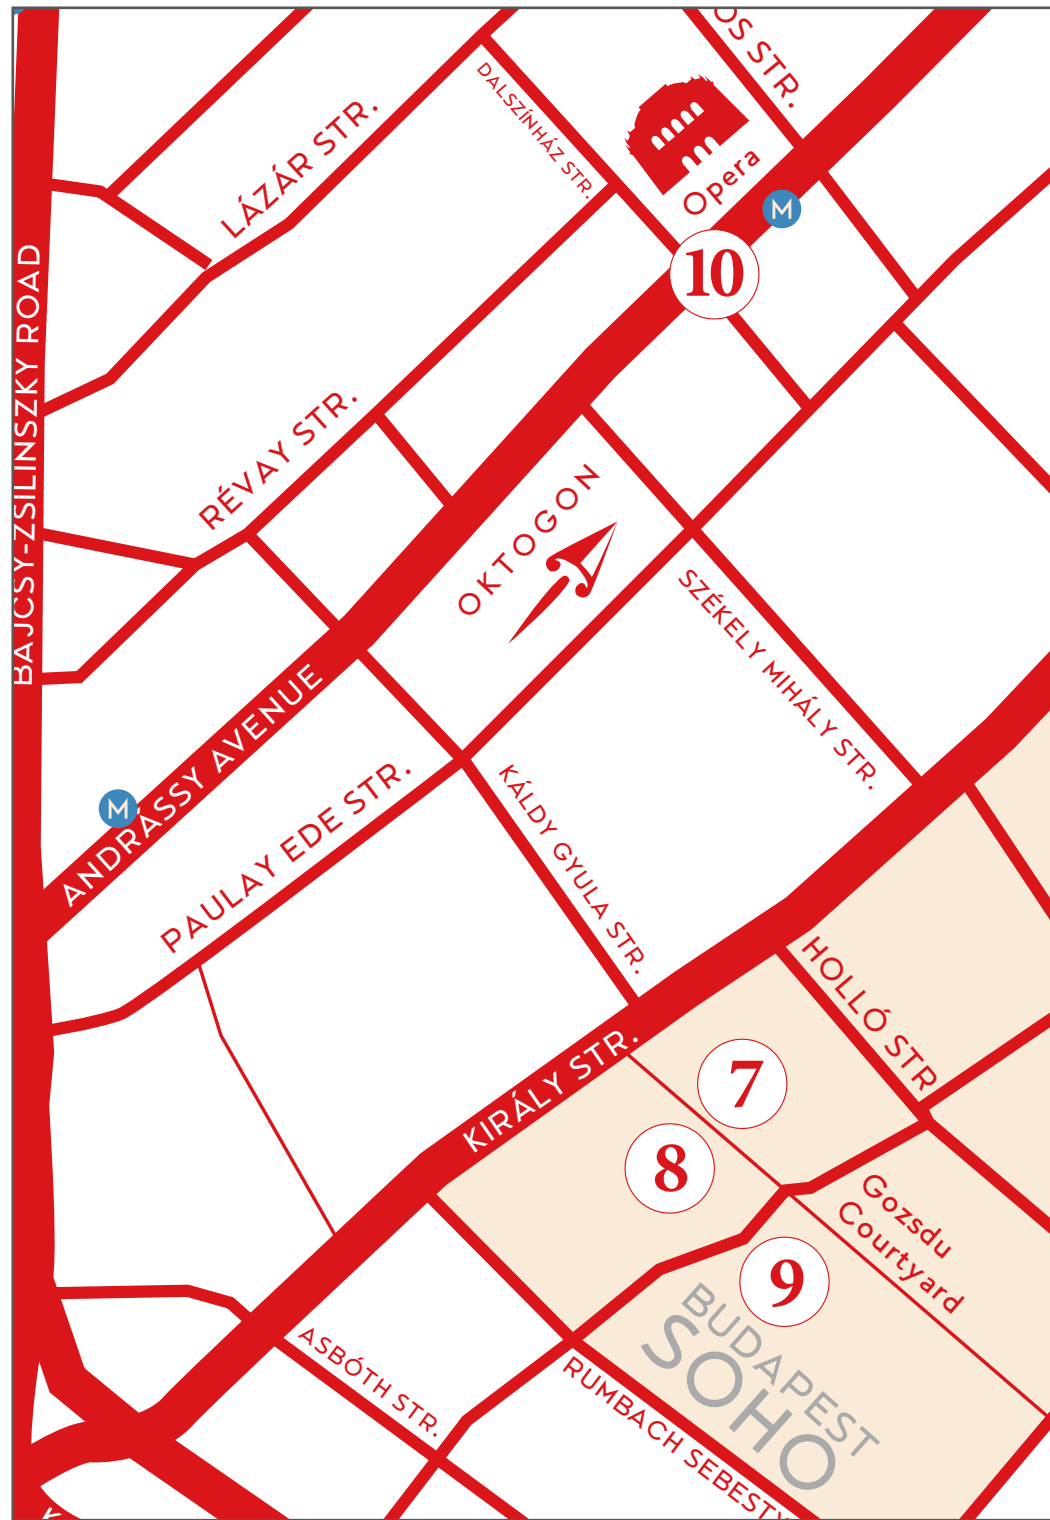 OS STR.
DALSZÍNHÁZ STR.
LÁZÁR STR.
Opera
M
10
BAJCSY-ZSILINSZKY ROAD
RÉVAY STR.
OKTOGON
SZÉKELY MIHÁLY STR.
ANDRÁSSY AVENUE
M
PAULAY EDE STR.
KÁLDY GYULA STR.
HOLLÓ STR
KIRÁLY STR.
7
8
Gozsdu
Courtyard
9
BUDAPEST
SOHO
ASBÓTH STR.
RUMBACH SEBESTY
K